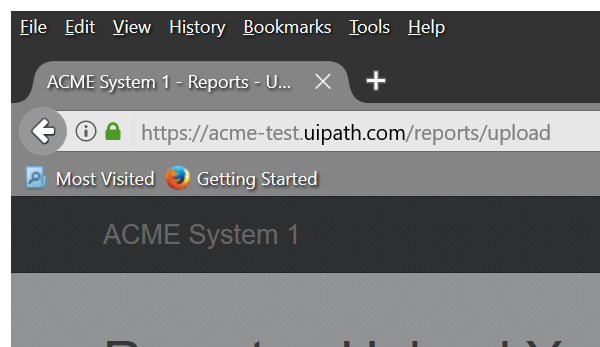 File Edit View History Bookmarks Tools Help
ACME System 1 - Reports - U...
https://acme-test.uipath.com/reports/upload
Most Visited Getting Started
ACME System 1